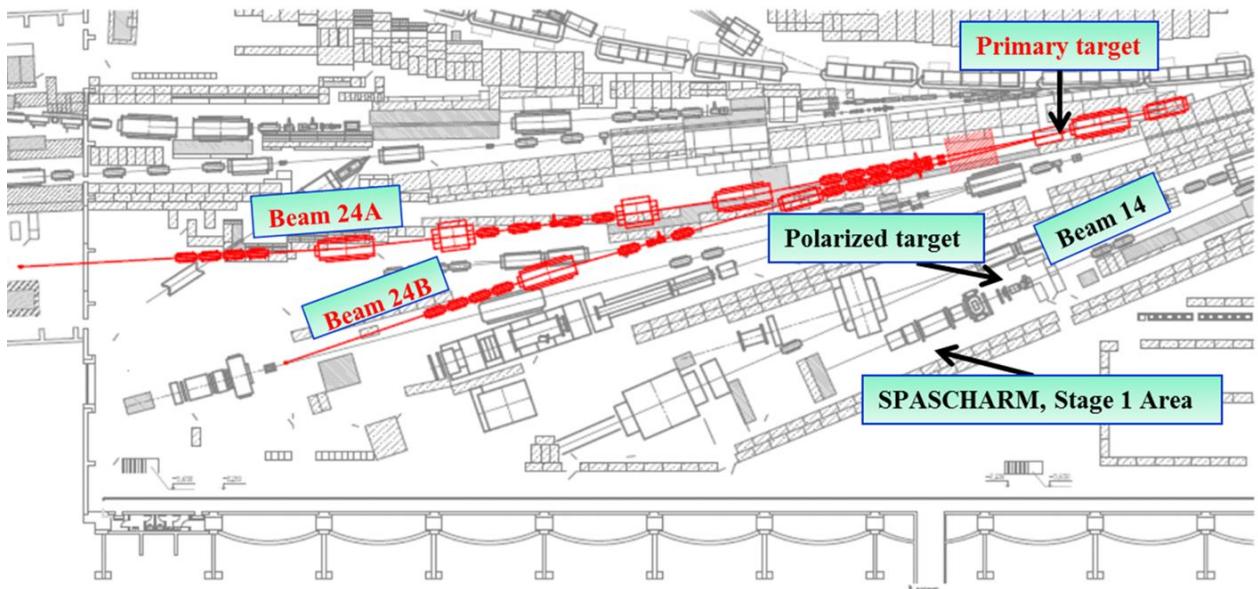 Primary target
Beam 24A
Beam 14
Polarized target
Beam 24B
SPASCHARM, Stage 1 Area